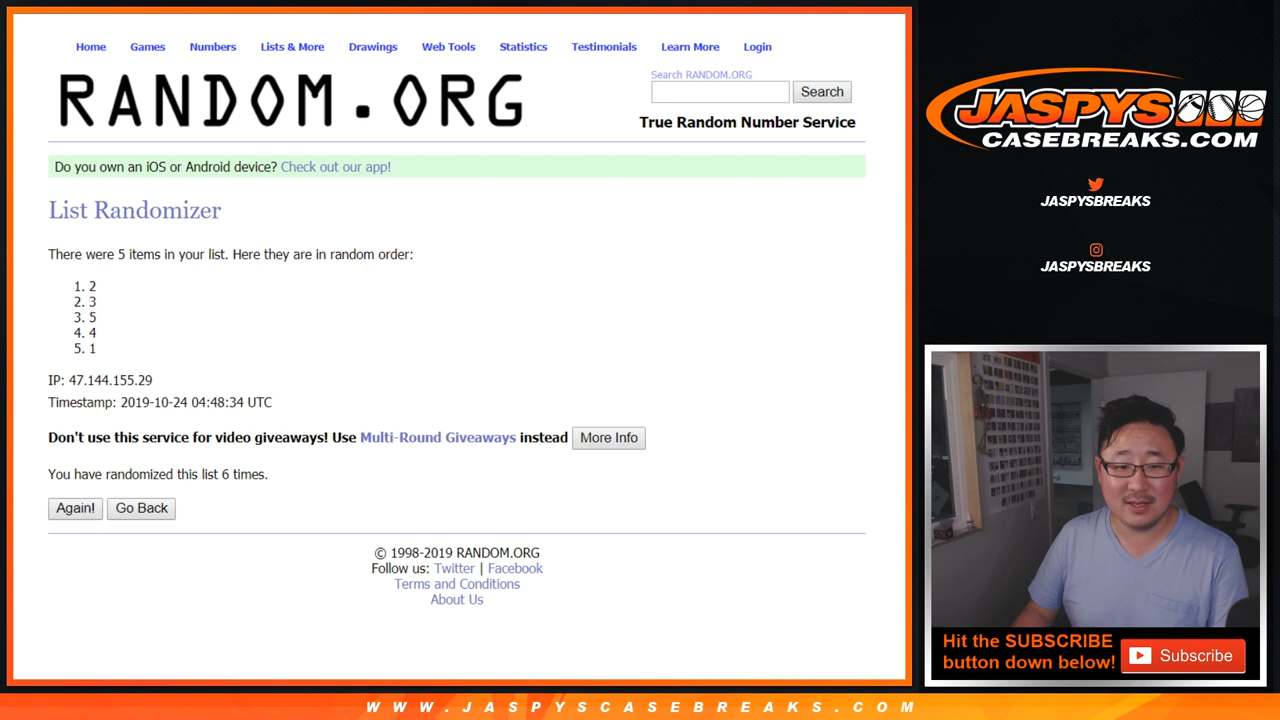 Home Games Numbers Lists & More Drawings Web Tools Statistics Testimonials Learn More Login
RANDOM.ORG
Search RANDOM.ORG
Search
True Random Number Service
Do you own an iOS or Android device? Check out our app!
List Randomizer
There were 5 items in your list. Here they are in random order:
1. 2
2. 3
3. 5
4. 4
5. 1
IP: 47.144.155.29
Timestamp: 2019-10-24 04:48:34 UTC
Don't use this service for video giveaways! Use Multi-Round Giveaways instead More Info
You have randomized this list 6 times.
Again! Go Back
© 1998-2019 RANDOM.ORG
Follow us: Twitter | Facebook
Terms and Conditions
About Us
JASPYS
CASEBREAKS.COM
JASPYSBREAKS
JASPYSBREAKS
Hit the SUBSCRIBE
button down below!
Subscribe
WWW.JASPYSCASEBREAKS.COM